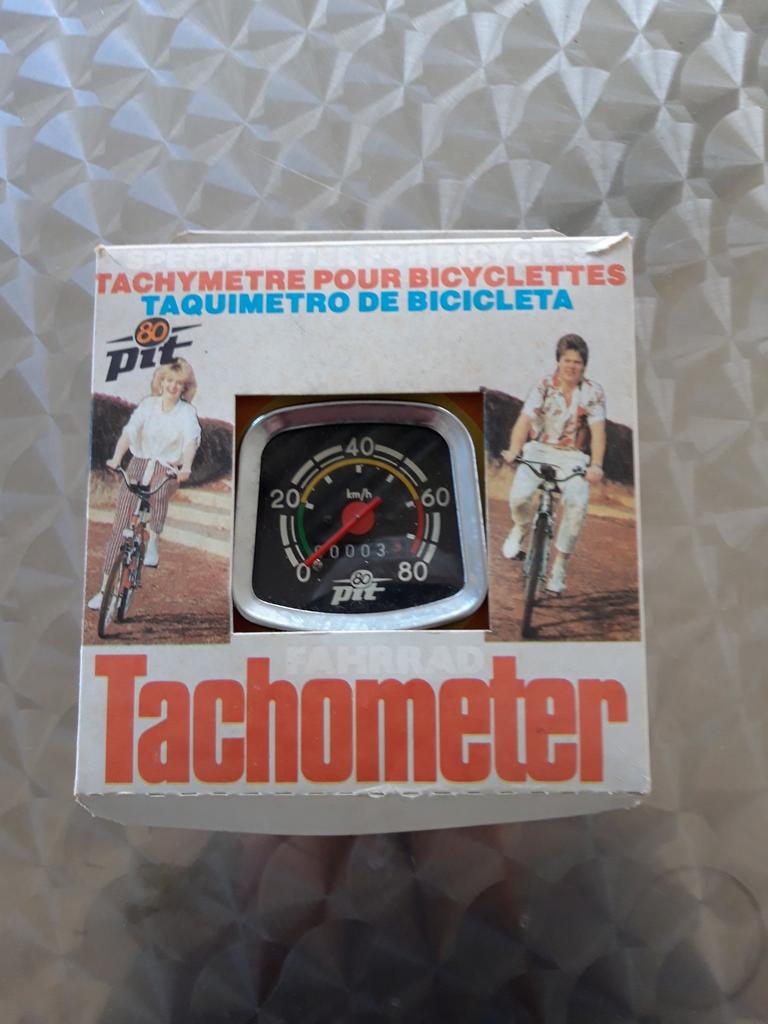 SPEEDOMETER FOR BICYCLES
TACHYMETRE POUR BICYCLETTES
TAQUIMETRO DE BICICLETA
80
pit
40
20
60
km/h
0003
0
80
80
pit
FAHRRAD
Tachometer